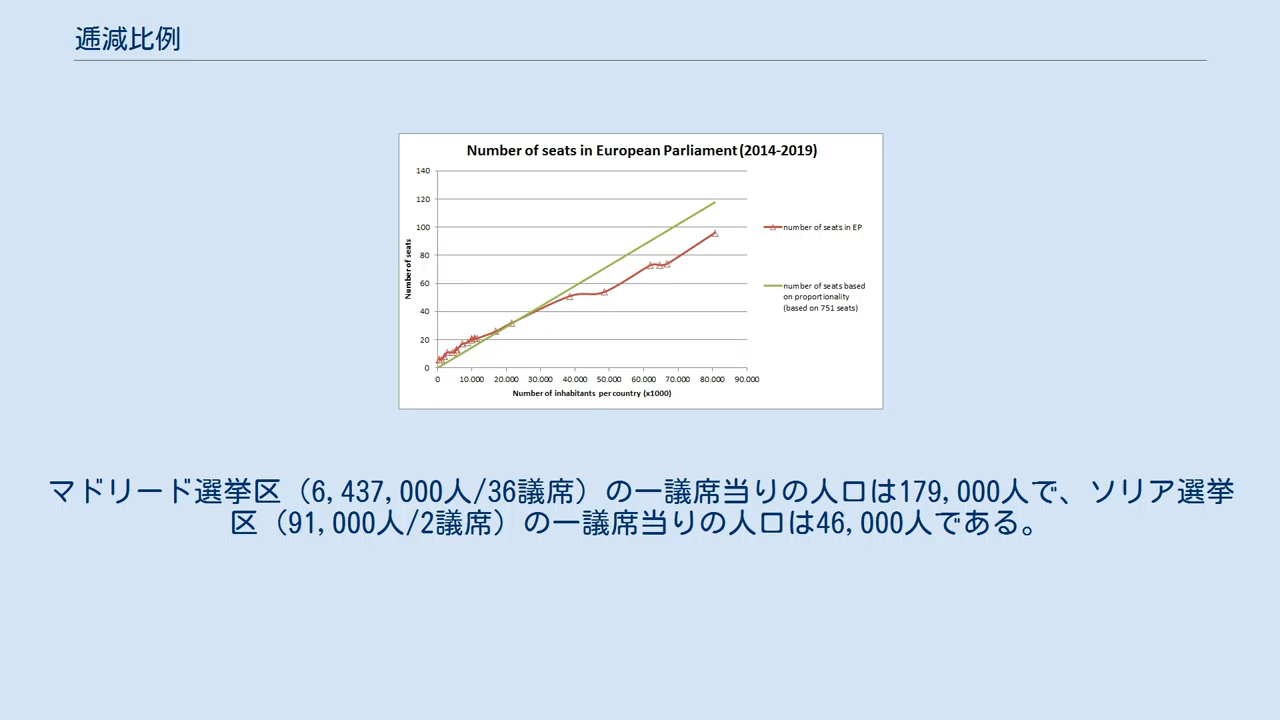 逓減比例
Number of seats in European Parliament (2014-2019)
140
120
100
80
60
40
20
0
Number of seats
0 10.000 20.000 30.000 40.000 50.000 60.000 70.000 80.000 90.000
Number of inhabitants per country (x1000)
number of seats in EP
number of seats based
on proportionality
(based on 751 seats)
マドリード選挙区（6,437,000人/36議席）の一議席当りの人口は179,000人で、ソリア選挙
区（91,000人/2議席）の一議席当りの人口は46,000人である。